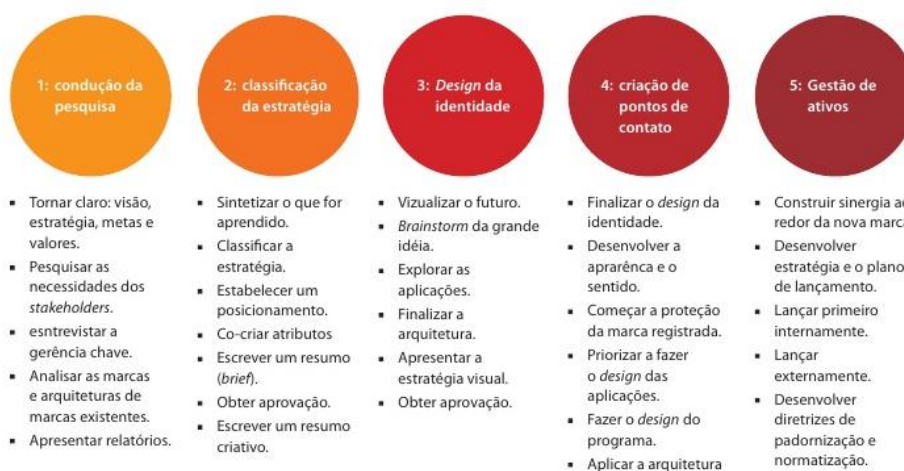 1: condução da
pesquisa
2: classificação
da estratégia
3: Design da
identidade
4: criação de
pontos de
contato
5: Gestão de
ativos
▪ Tornar claro: visão,
estratégia, metas e
valores.
▪ Pesquisar as
necessidades dos
stakeholders.
▪ esntrevistar a
gerência chave.
▪ Analisar as marcas
e arquiteturas de
marcas existentes.
▪ Apresentar relatórios.
▪ Sintetizar o que for
aprendido.
▪ Classificar a
estratégia.
▪ Estabelecer um
posicionamento.
▪ Co-criar atributos
▪ Escrever um resumo
(brief).
▪ Obter aprovação.
▪ Escrever um resumo
criativo.
▪ Vizualizar o futuro.
▪ Brainstorm da grande
idéia.
▪ Explorar as
aplicações.
▪ Finalizar a
arquitetura.
▪ Apresentar a
estratégia visual.
▪ Obter aprovação.
▪ Finalizar o design da
identidade.
▪ Desenvolver a
aprarênca e o
sentido.
▪ Começar a proteção
da marca registrada.
▪ Priorizar a fazer
o design das
aplicações.
▪ Fazer o design do
programa.
▪ Aplicar a arquitetura
▪ Construir sinergia
redor da nova marca
▪ Desenvolver
estratégia e o plano
de lançamento.
▪ Lançar primeiro
internamente.
▪ Lançar
externamente.
▪ Desenvolver
diretrizes de
padornização e
normatização.